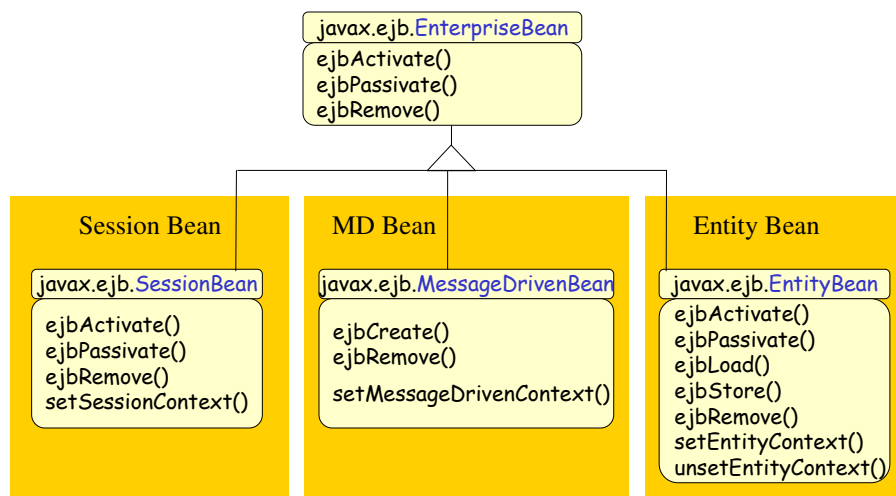 javax.ejb.EnterpriseBean
ejbActivate()
ejbPassivate()
ejbRemove()
Session Bean
javax.ejb.SessionBean
ejbActivate()
ejbPassivate()
ejbRemove()
setSessionContext()
MD Bean
javax.ejb.MessageDrivenBean
ejbCreate()
ejbRemove()
setMessageDrivenContext()
Entity Bean
javax.ejb.EntityBean
ejbActivate()
ejbPassivate()
ejbLoad()
ejbStore()
ejbRemove()
setEntityContext()
unsetEntityContext()